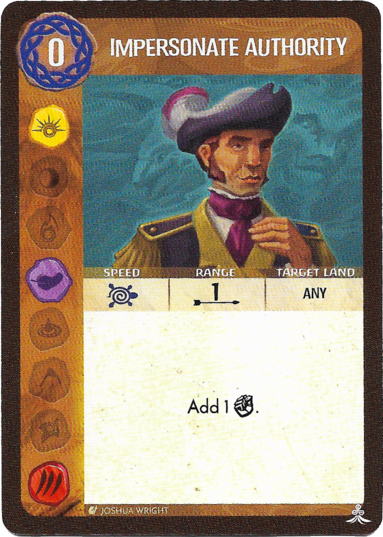 0 IMPERSONATE AUTHORITY
SPEED RANGE TARGET LAND
1 ANY
Add 1 .
JOSHUA WRIGHT